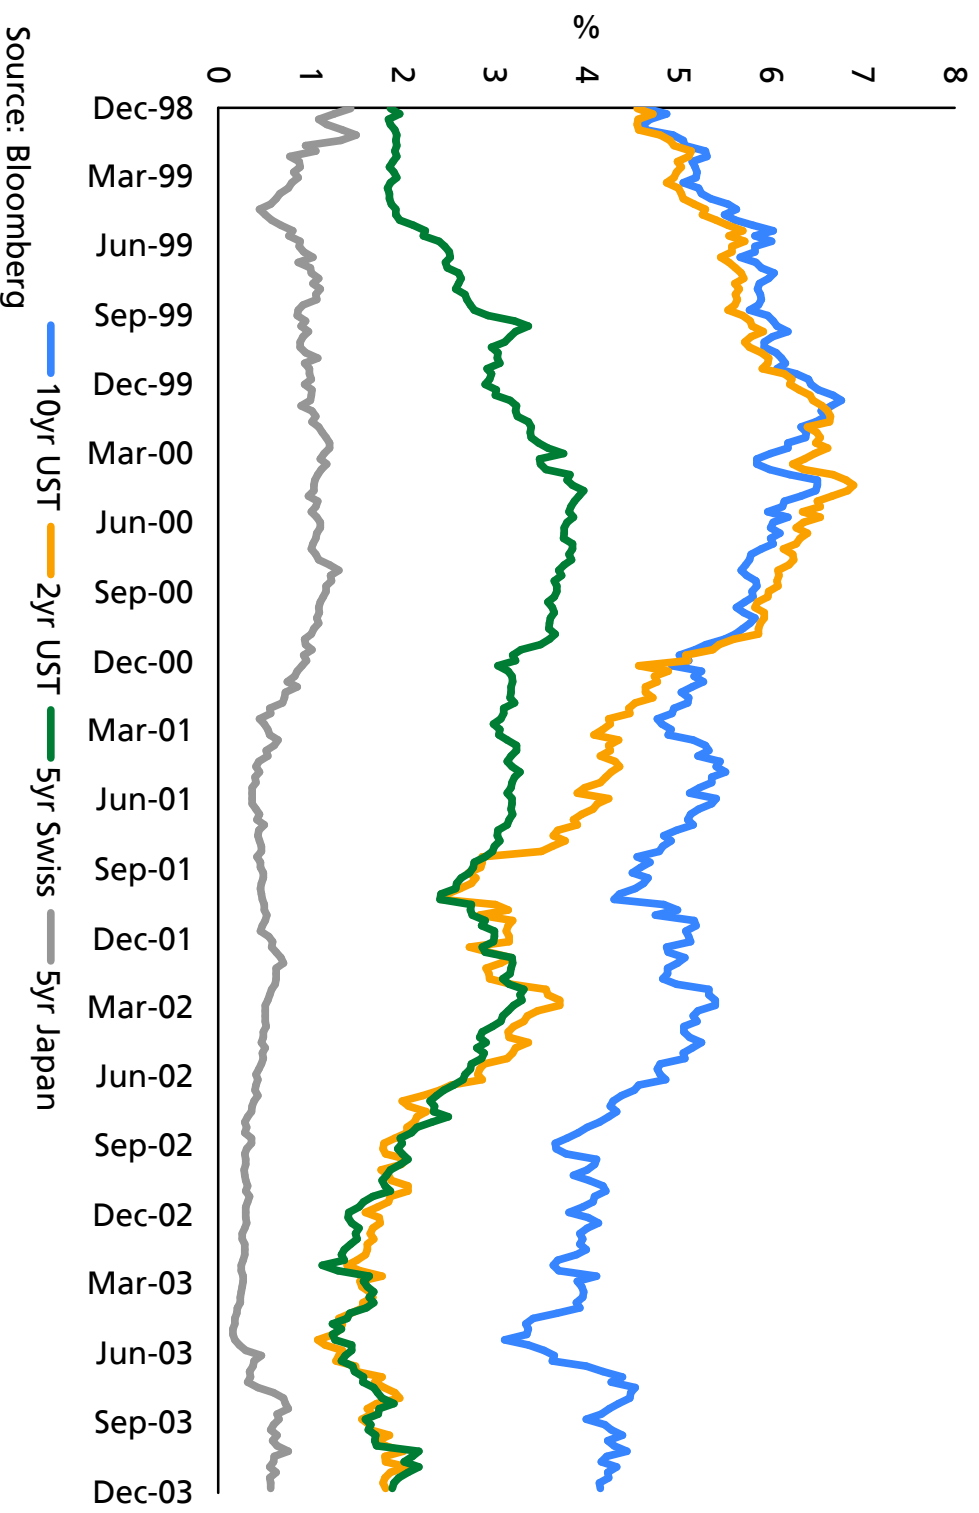 %
0 1 2 3 4 5 6 7 8
Dec-98
Mar-99
Jun-99
Sep-99
Dec-99
Mar-00
Jun-00
Sep-00
Dec-00
Mar-01
Jun-01
Sep-01
Dec-01
Mar-02
Jun-02
Sep-02
Dec-02
Mar-03
Jun-03
Sep-03
Dec-03
10yr UST 2yr UST 5yr Swiss 5yr Japan
Source: Bloomberg